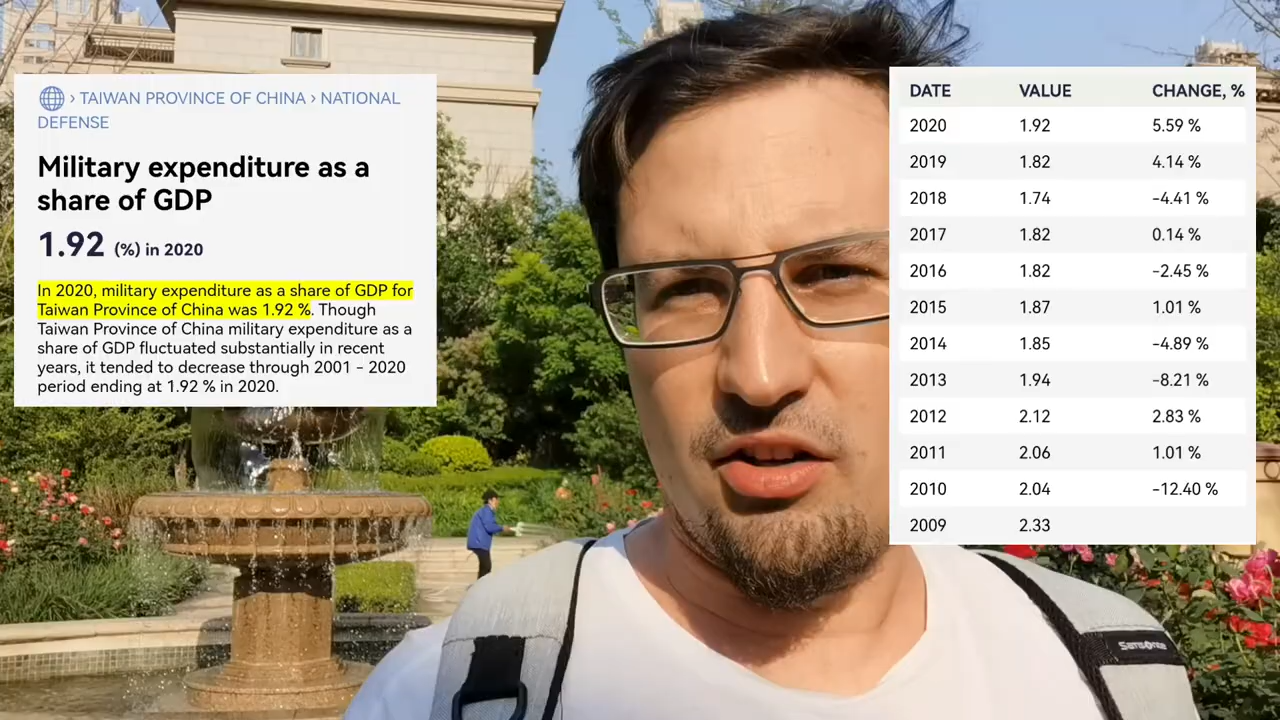 › TAIWAN PROVINCE OF CHINA › NATIONAL
DEFENSE
Military expenditure as a
share of GDP
1.92 (%) in 2020
In 2020, military expenditure as a share of GDP for
Taiwan Province of China was 1.92 %. Though
Taiwan Province of China military expenditure as a
share of GDP fluctuated substantially in recent
years, it tended to decrease through 2001 - 2020
period ending at 1.92 % in 2020.
DATE VALUE CHANGE, %
2020 1.92 5.59 %
2019 1.82 4.14 %
2018 1.74 -4.41 %
2017 1.82 0.14 %
2016 1.82 -2.45 %
2015 1.87 1.01 %
2014 1.85 -4.89 %
2013 1.94 -8.21 %
2012 2.12 2.83 %
2011 2.06 1.01 %
2010 2.04 -12.40 %
2009 2.33
Samsonite